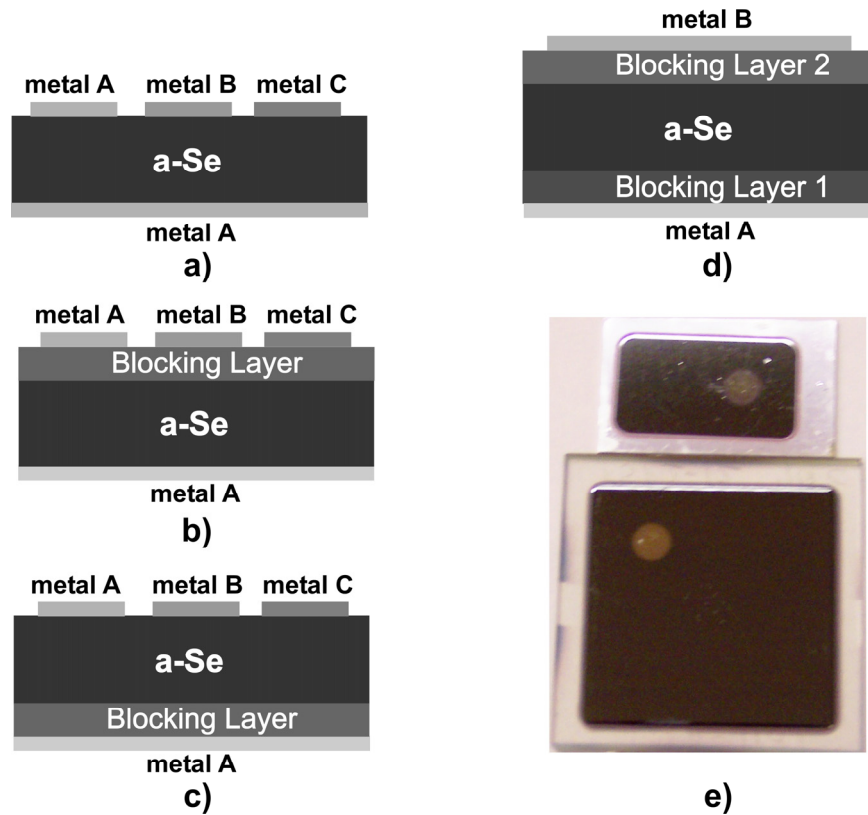 metal A metal B metal C
a-Se
metal A
a)
metal A metal B metal C
Blocking Layer
a-Se
metal A
b)
metal A metal B metal C
a-Se
Blocking Layer
metal A
c)
metal B
Blocking Layer 2
a-Se
Blocking Layer 1
metal A
d)
e)